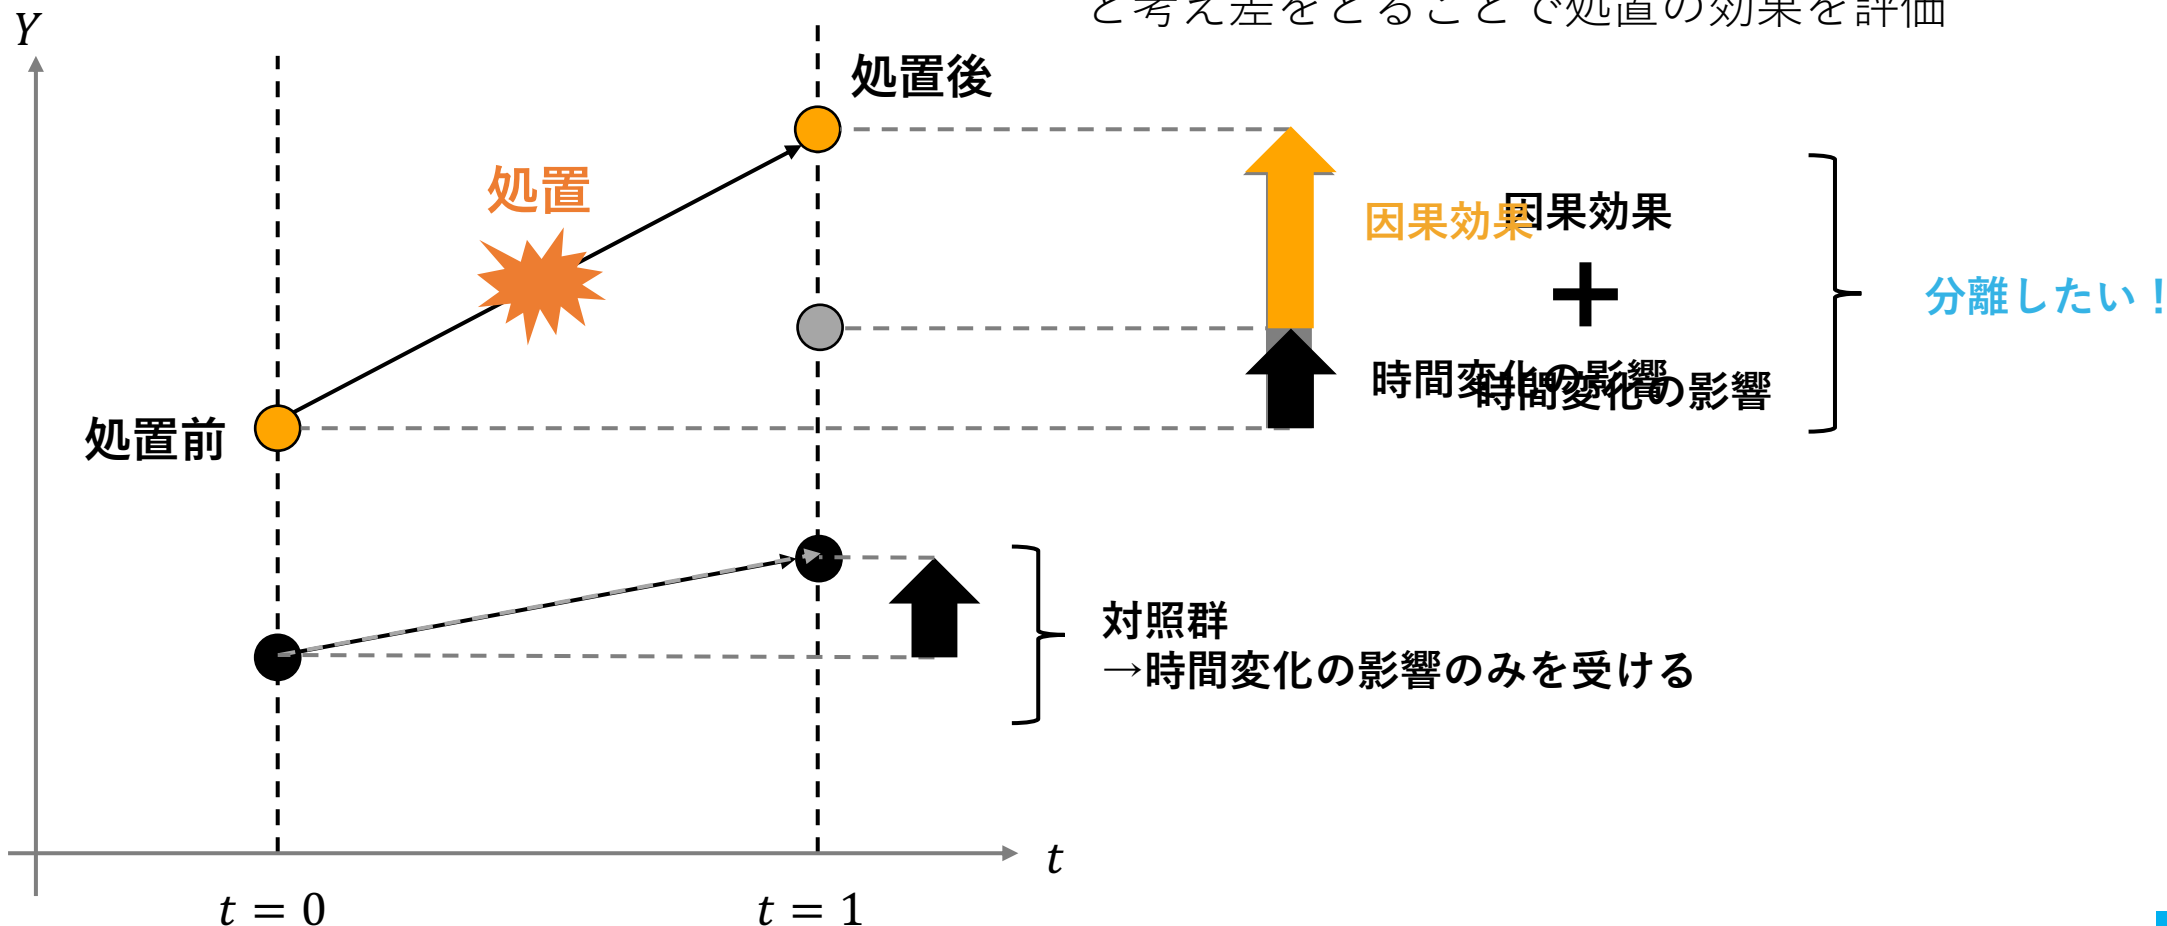 と考え差をとることで処置の効果を評価
Y
処置後
処置
因果効果
因果効果
+
分離したい！
時間変化の影響
時間変化の影響
処置前
対照群
→時間変化の影響のみを受ける
t
t = 0
t = 1